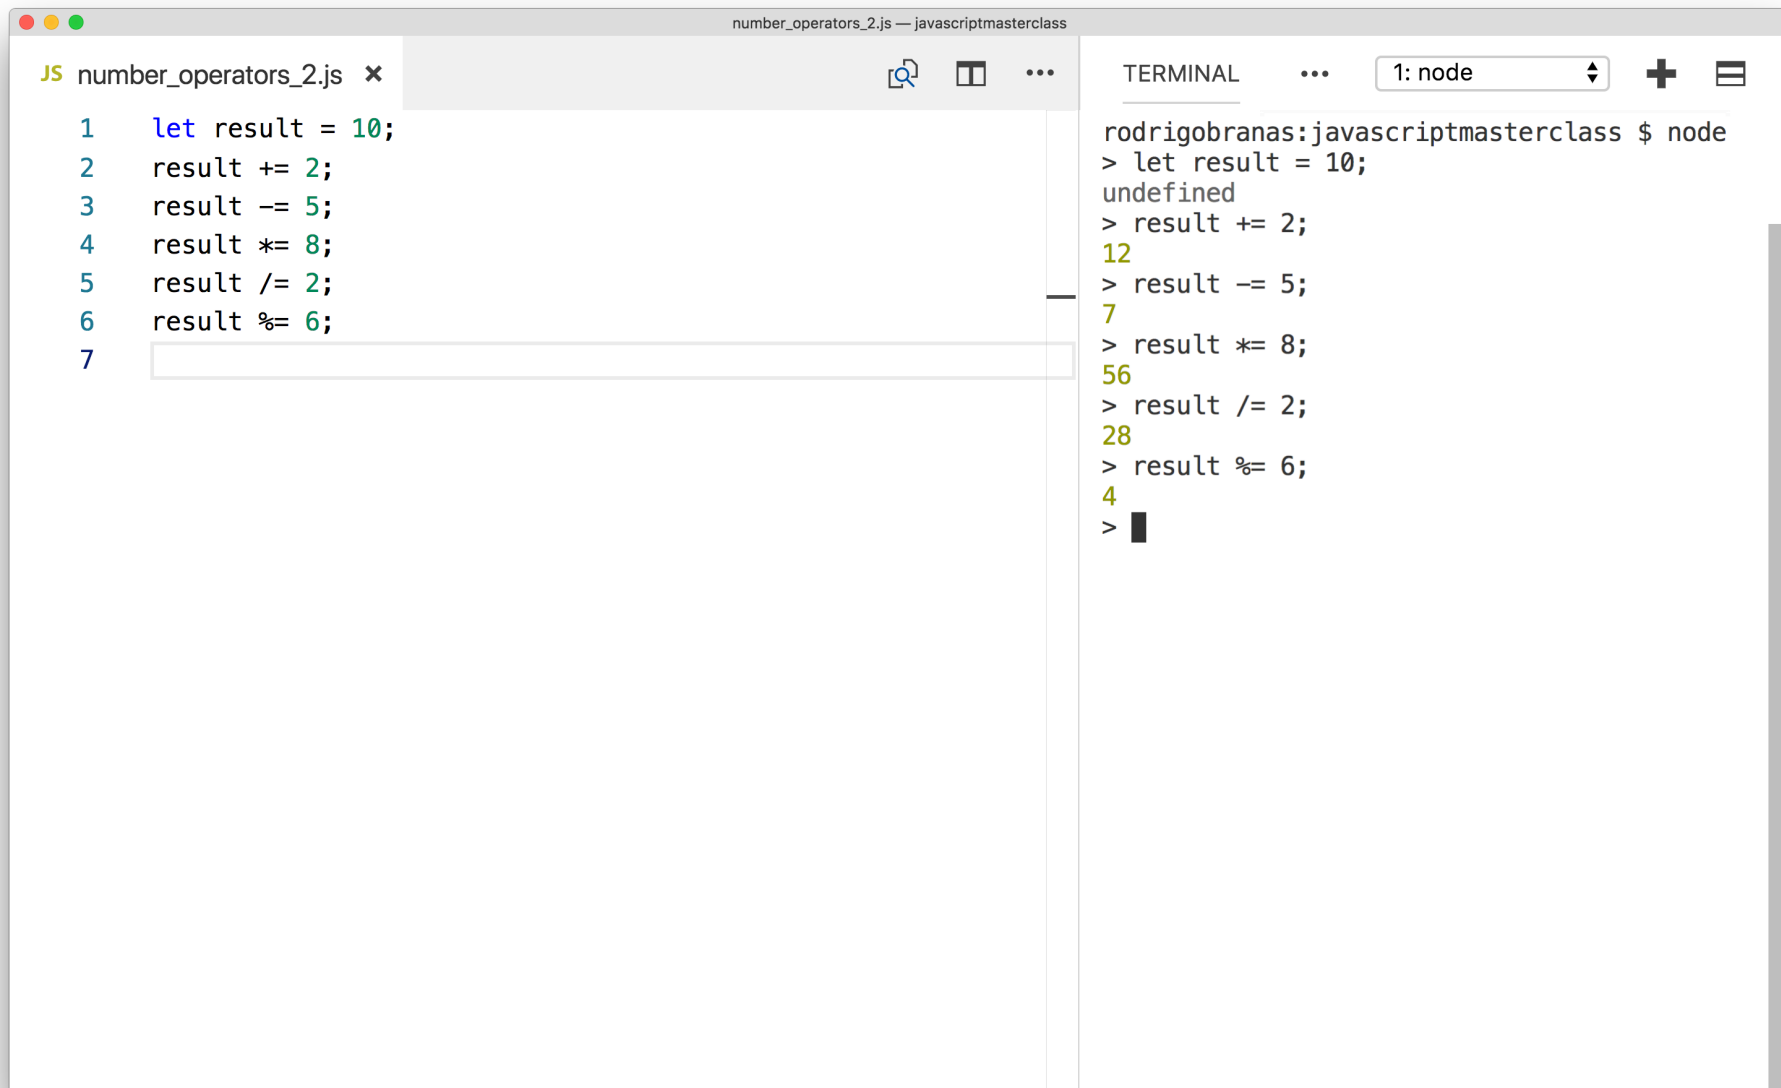 number_operators_2.js — javascriptmasterclass
JS number_operators_2.js ×
1 let result = 10;
2 result += 2;
3 result -= 5;
4 result *= 8;
5 result /= 2;
6 result %= 6;
7
TERMINAL ••• 1: node
rodrigobranas:javascriptmasterclass $ node
> let result = 10;
undefined
> result += 2;
12
> result -= 5;
7
> result *= 8;
56
> result /= 2;
28
> result %= 6;
4
>